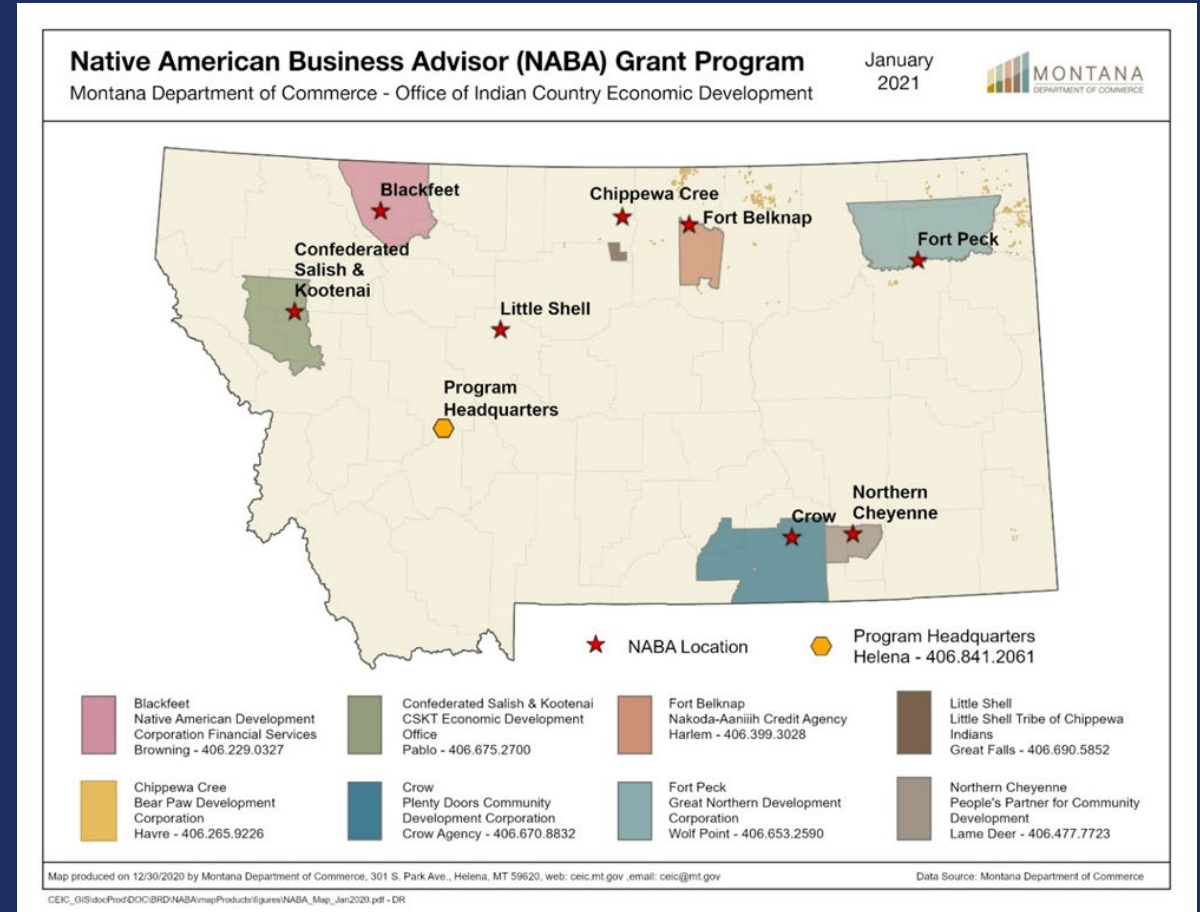 Native American Business Advisor (NABA) Grant Program
Montana Department of Commerce - Office of Indian Country Economic Development
January
2021
MONTANA
DEPARTMENT OF COMMERCE
Blackfeet
Chippewa Cree
Fort Belknap
Fort Peck
Confederated
Salish &
Kootenai
Little Shell
Program
Headquarters
Crow
Northern
Cheyenne
NABA Location
Program Headquarters
Helena - 406.841.2061
Blackfeet
Native American Development
Corporation Financial Services
Browning - 406.229.0327
Confederated Salish & Kootenai
CSKT Economic Development
Office
Pablo - 406.675.2700
Fort Belknap
Nakoda-Aaniiih Credit Agency
Harlem - 406.399.3028
Little Shell
Little Shell Tribe of Chippewa
Indians
Great Falls - 406.690.5852
Chippewa Cree
Bear Paw Development
Corporation
Havre - 406.265.9226
Crow
Plenty Doors Community
Development Corporation
Crow Agency - 406.670.8832
Fort Peck
Great Northern Development
Corporation
Wolf Point - 406.653.2590
Northern Cheyenne
People's Partner for Community
Development
Lame Deer - 406.477.7723
Map produced on 12/30/2020 by Montana Department of Commerce, 301 S. Park Ave., Helena, MT 59620, web: ceic.mt.gov ,email: ceic@mt.gov
Data Source: Montana Department of Commerce
CEIC_GIS\docProd\DOC\BRD\NABA\mapProducts\figures\NABA_Map_Jan2020.pdf - DR